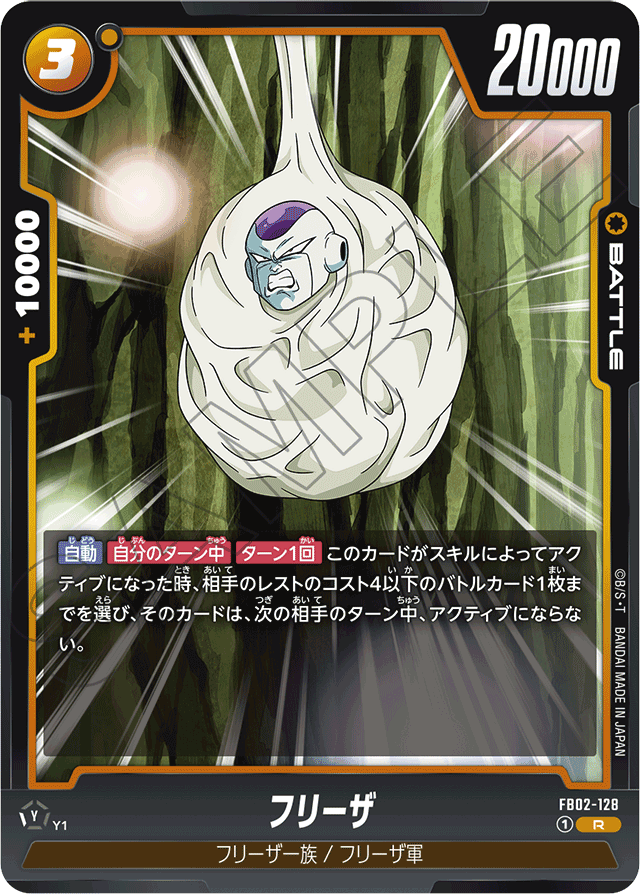 3
20000
+10000
BATTLE
SAMPLE
自動 自分のターン中 ターン1回 このカードがスキルによってアク
ティブになった時、相手のレストのコスト4以下のバトルカード1枚ま
でを選び、そのカードは、次の相手のターン中、アクティブにならな
い。
©B/S・T BANDAI MADE IN JAPAN
フリーザ
FB02-128
Y Y1
1 R
フリーザ一族 / フリーザ軍